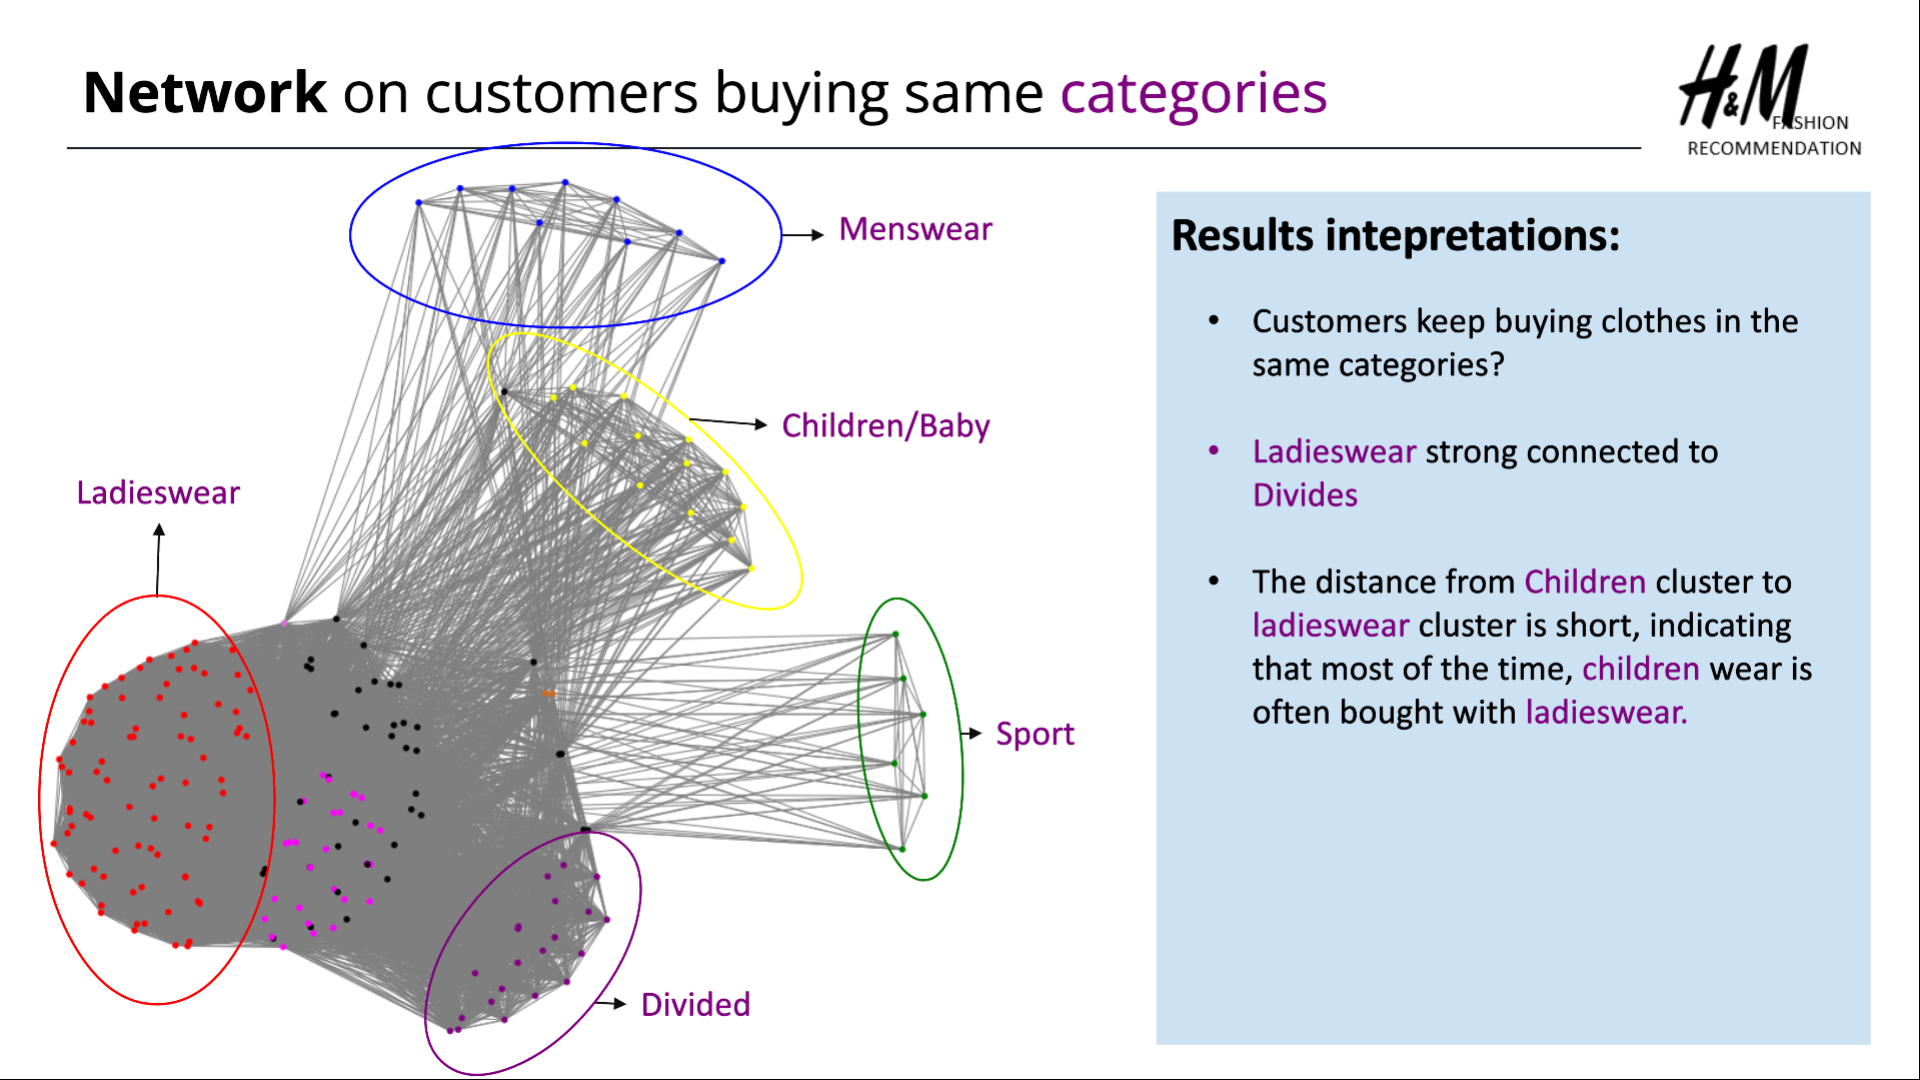 Network on customers buying same categories
H&M
FASHION
RECOMMENDATION
Menswear
Children/Baby
Ladieswear
Sport
Divided
Results intepretations:
• Customers keep buying clothes in the
same categories?
• Ladieswear strong connected to
Divides
• The distance from Children cluster to
ladieswear cluster is short, indicating
that most of the time, children wear is
often bought with ladieswear.